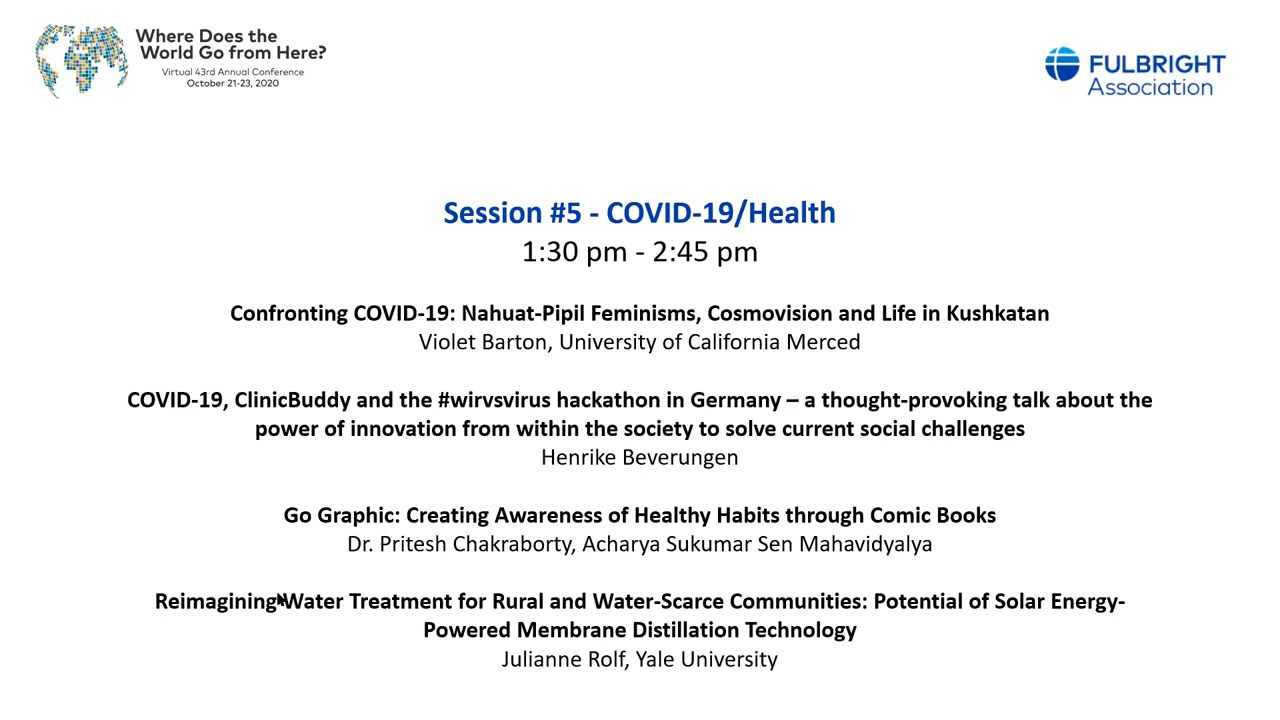 Where Does the
World Go from Here?
Virtual 43rd Annual Conference
October 21-23, 2020
FULBRIGHT
Association
Session #5 - COVID-19/Health
1:30 pm - 2:45 pm
Confronting COVID-19: Nahuat-Pipil Feminisms, Cosmovision and Life in Kushkatan
Violet Barton, University of California Merced
COVID-19, ClinicBuddy and the #wirvsvirus hackathon in Germany – a thought-provoking talk about the
power of innovation from within the society to solve current social challenges
Henrike Beverungen
Go Graphic: Creating Awareness of Healthy Habits through Comic Books
Dr. Pritesh Chakraborty, Acharya Sukumar Sen Mahavidyalya
Reimagining Water Treatment for Rural and Water-Scarce Communities: Potential of Solar Energy-
Powered Membrane Distillation Technology
Julianne Rolf, Yale University